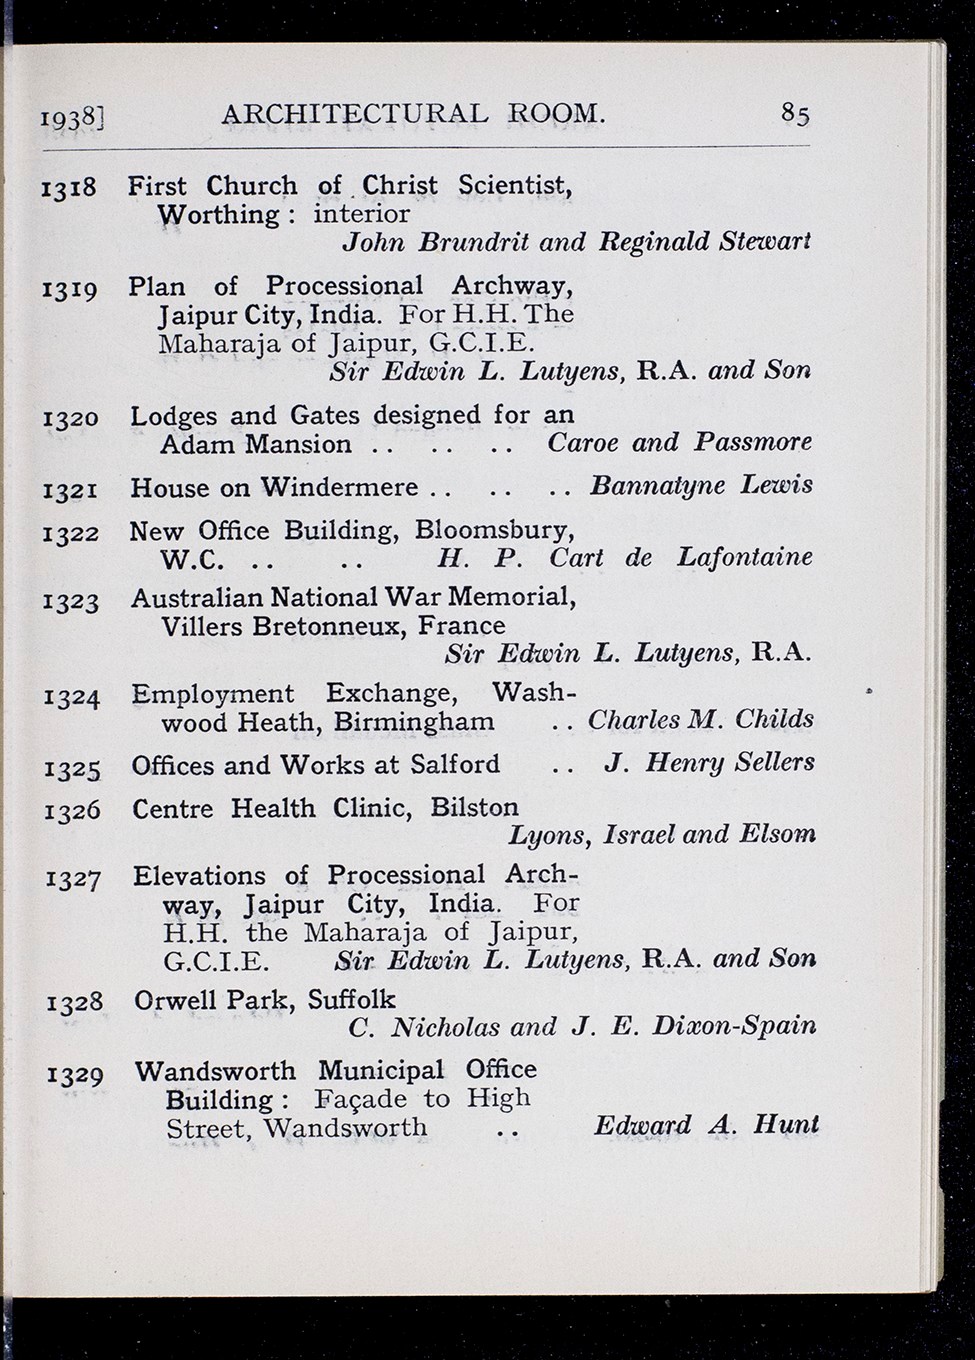 1938] ARCHITECTURAL ROOM. 85
1318 First Church of Christ Scientist,
Worthing : interior
John Brundrit and Reginald Stewart
1319 Plan of Processional Archway,
Jaipur City, India. For H.H. The
Maharaja of Jaipur, G.C.I.E.
Sir Edwin L. Lutyens, R.A. and Son
1320 Lodges and Gates designed for an
Adam Mansion .. .. .. Caroe and Passmore
1321 House on Windermere .. .. .. Bannatyne Lewis
1322 New Office Building, Bloomsbury,
W.C. .. .. H. P. Cart de Lafontaine
1323 Australian National War Memorial,
Villers Bretonneux, France
Sir Edwin L. Lutyens, R.A.
1324 Employment Exchange, Wash-
wood Heath, Birmingham .. Charles M. Childs
1325 Offices and Works at Salford .. J. Henry Sellers
1326 Centre Health Clinic, Bilston
Lyons, Israel and Elsom
1327 Elevations of Processional Arch-
way, Jaipur City, India. For
H.H. the Maharaja of Jaipur,
G.C.I.E. Sir Edwin L. Lutyens, R.A. and Son
1328 Orwell Park, Suffolk
C. Nicholas and J. E. Dixon-Spain
1329 Wandsworth Municipal Office
Building : Façade to High
Street, Wandsworth .. Edward A. Hunt